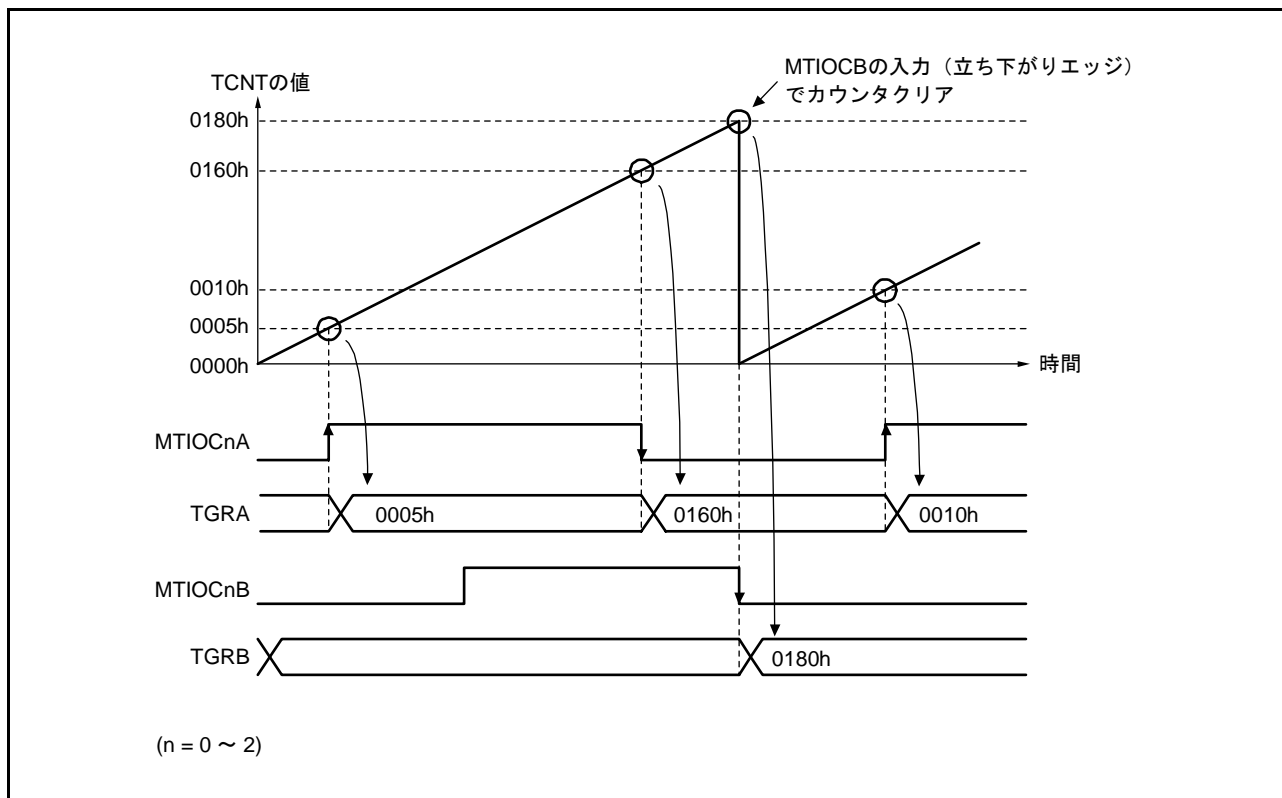 MTIOCBの入力（立ち下がりエッジ）
でカウンタクリア
TCNTの値
0180h
0160h
0010h
0005h
0000h
時間
MTIOCnA
TGRA
0005h
0160h
0010h
MTIOCnB
TGRB
0180h
(n = 0 ～ 2)